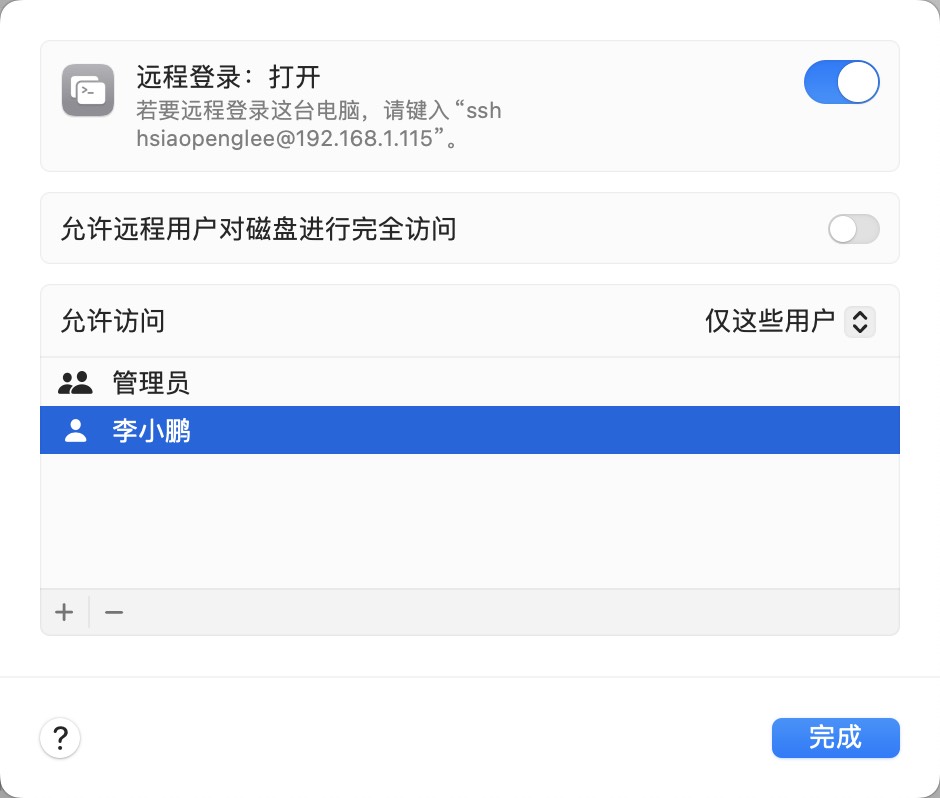 远程登录：打开
若要远程登录这台电脑，请键入“ssh
hsiaopenglee@192.168.1.115”。
允许远程用户对磁盘进行完全访问
允许访问
仅这些用户
管理员
李小鹏
+ −
?
完成